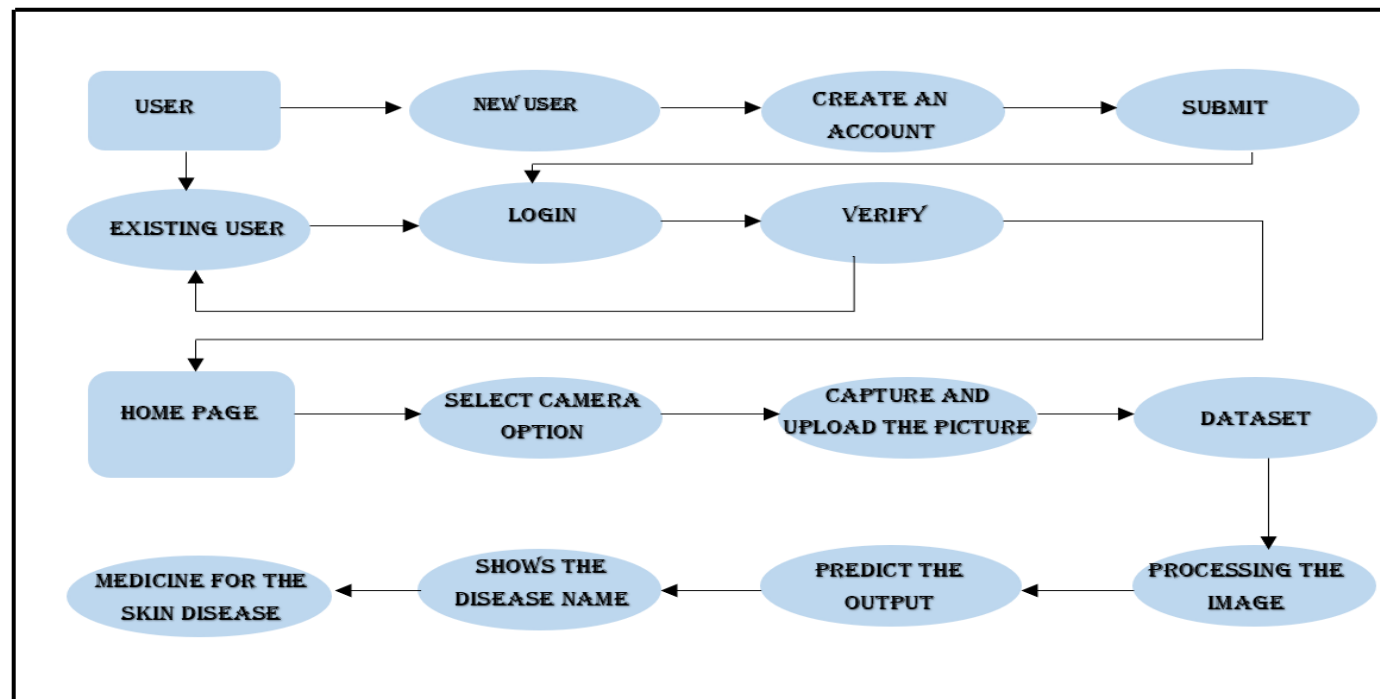 USER
NEW USER
CREATE AN
ACCOUNT
SUBMIT
EXISTING USER
LOGIN
VERIFY
HOME PAGE
SELECT CAMERA
OPTION
CAPTURE AND
UPLOAD THE PICTURE
DATASET
MEDICINE FOR THE
SKIN DISEASE
SHOWS THE
DISEASE NAME
PREDICT THE
OUTPUT
PROCESSING THE
IMAGE